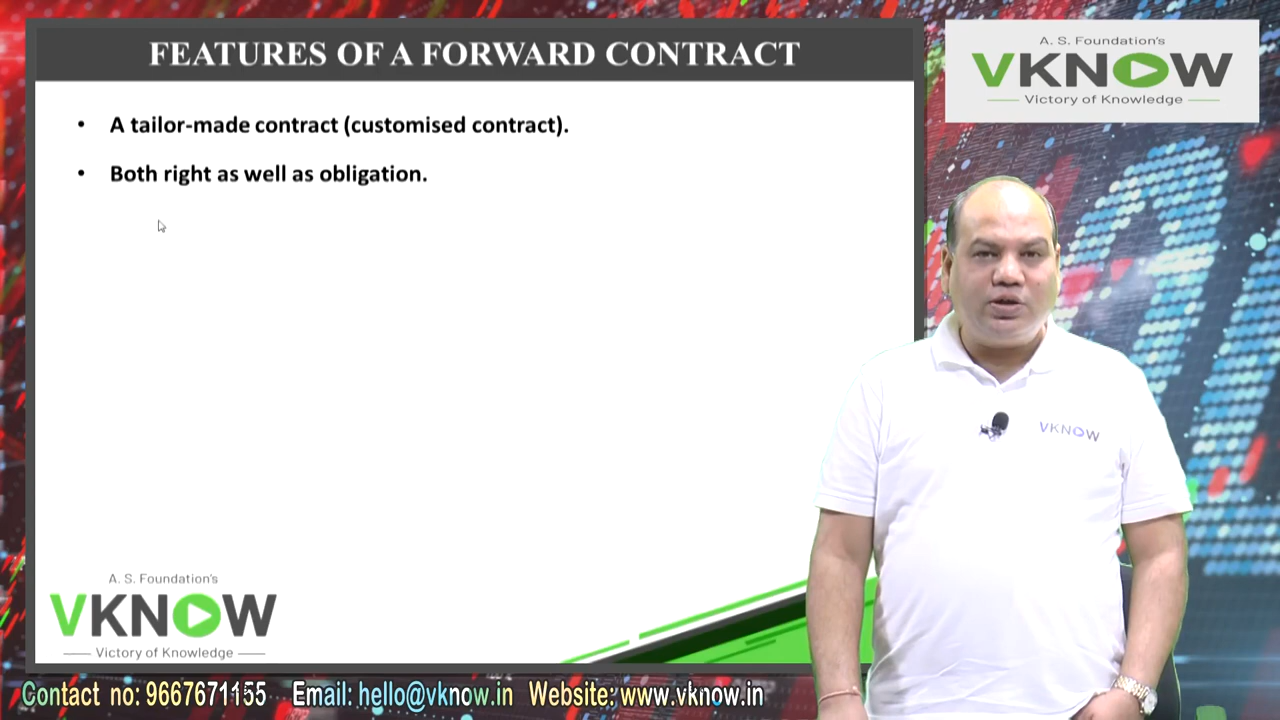 FEATURES OF A FORWARD CONTRACT
• A tailor-made contract (customised contract).
• Both right as well as obligation.
A. S. Foundation's
VKNOW
Victory of Knowledge
VKNOW
A. S. Foundation's
VKNOW
Victory of Knowledge
Contact no: 9667671155 Email: hello@vknow.in Website: www.vknow.in